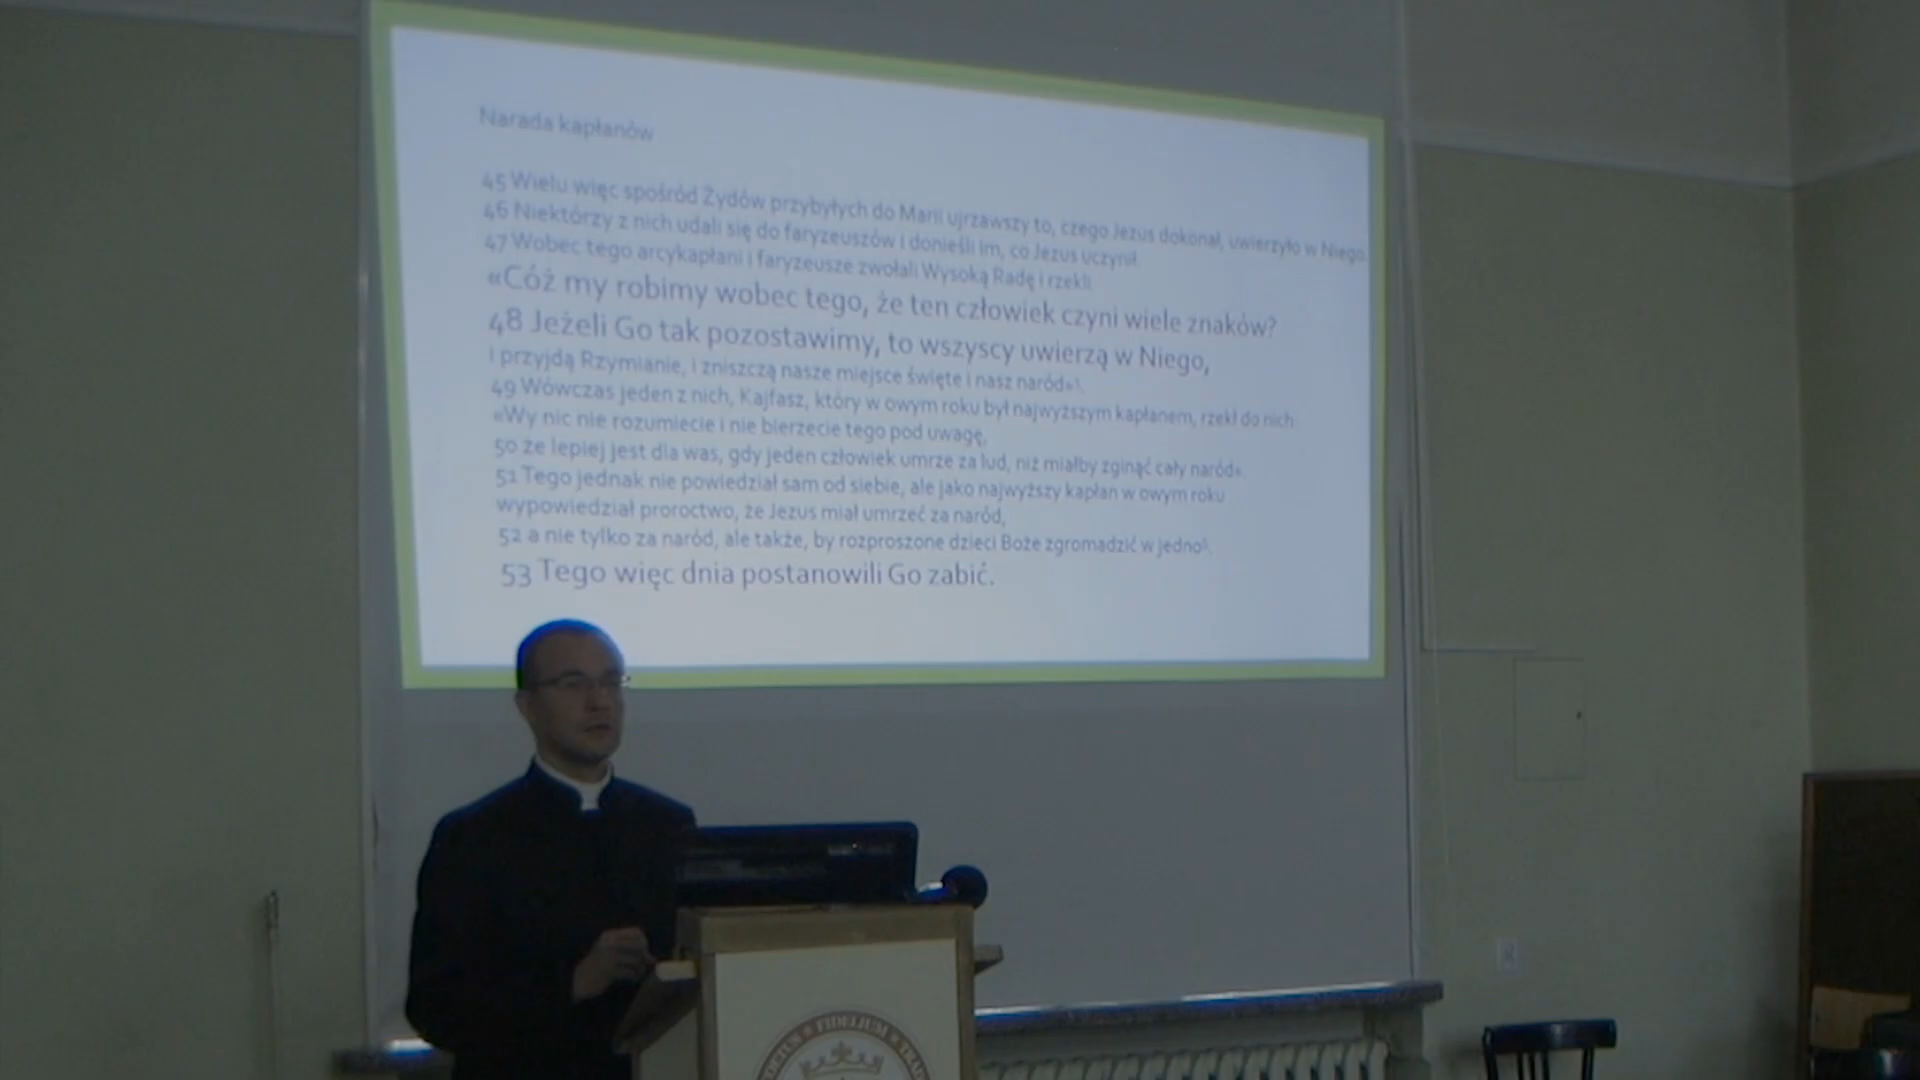 Narada kapłanów
45 Wielu więc spośród Żydów przybyłych do Marii ujrzawszy to, czego Jezus dokonał, uwierzyło w Niego.
46 Niektórzy z nich udali się do faryzeuszów i donieśli im, co Jezus uczynił.
47 Wobec tego arcykapłani i faryzeusze zwołali Wysoką Radę i rzekli:
«Cóż my robimy wobec tego, że ten człowiek czyni wiele znaków?
48 Jeżeli Go tak pozostawimy, to wszyscy uwierzą w Niego,
i przyjdą Rzymianie, i zniszczą nasze miejsce święte i nasz naród»
49 Wówczas jeden z nich, Kajfasz, który w owym roku był najwyższym kapłanem, rzekł do nich:
«Wy nic nie rozumiecie i nie bierzecie tego pod uwagę,
50 że lepiej jest dla was, gdy jeden człowiek umrze za lud, niż miałby zginąć cały naród».
51 Tego jednak nie powiedział sam od siebie, ale jako najwyższy kapłan w owym roku
wypowiedział proroctwo, że Jezus miał umrzeć za naród,
52 a nie tylko za naród, ale także, by rozproszone dzieci Boże zgromadzić w jedno
53 Tego więc dnia postanowili Go zabić.
FIDELIUM